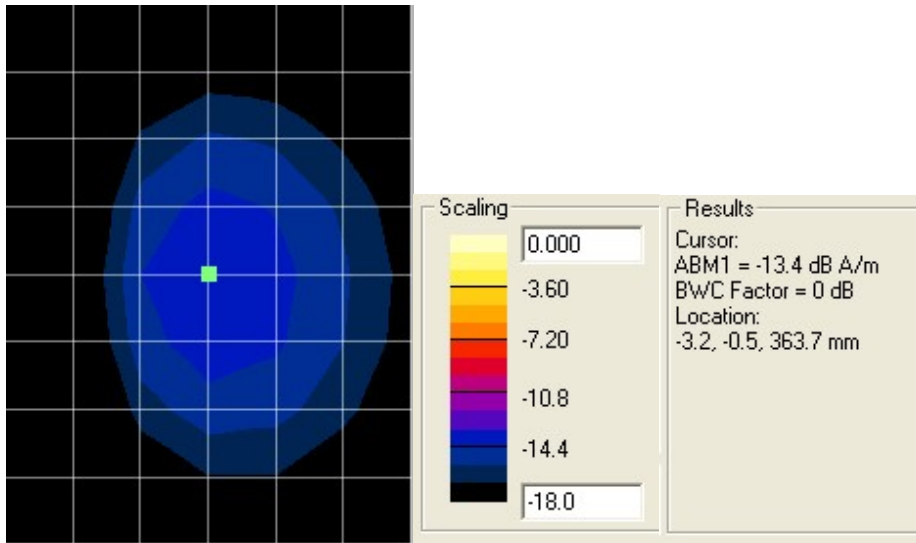 Scaling
0.000
-3.60
-7.20
-10.8
-14.4
-18.0
Results
Cursor:
ABM1 = -13.4 dB A/m
BWC Factor = 0 dB
Location:
-3.2, -0.5, 363.7 mm